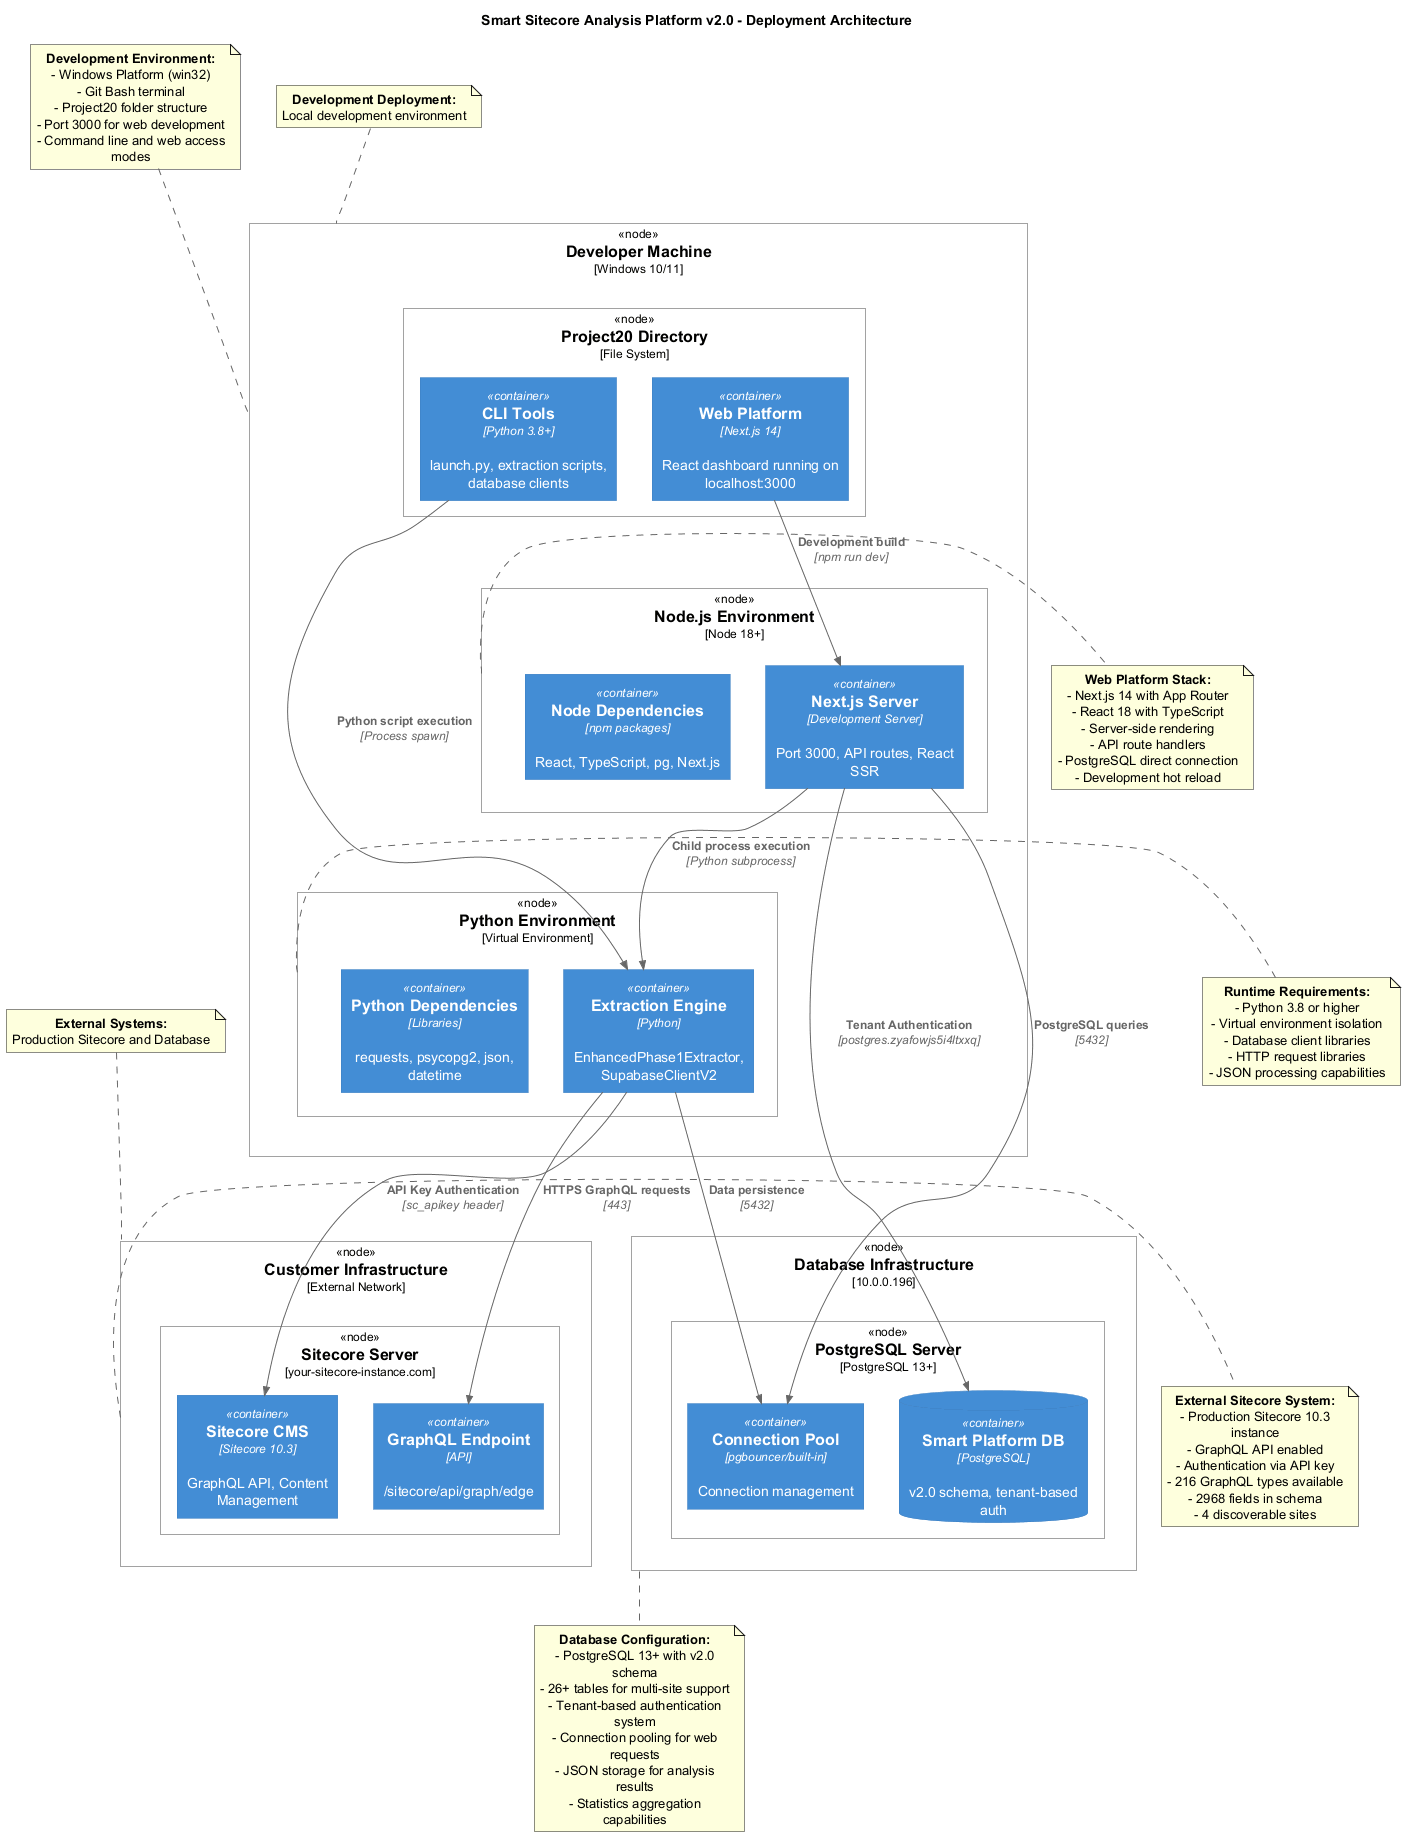 Smart Sitecore Analysis Platform v2.0 - Deployment Architecture
Development Environment:
- Windows Platform (win32)
- Git Bash terminal
- Project20 folder structure
- Port 3000 for web development
- Command line and web access
modes
Development Deployment:
Local development environment
«node»
Developer Machine
[Windows 10/11]
«node»
Project20 Directory
[File System]
«container»
CLI Tools
[Python 3.8+]
launch.py, extraction scripts,
database clients
«container»
Web Platform
[Next.js 14]
React dashboard running on
localhost:3000
Development build
[npm run dev]
«node»
Node.js Environment
[Node 18+]
«container»
Node Dependencies
[npm packages]
React, TypeScript, pg, Next.js
«container»
Next.js Server
[Development Server]
Port 3000, API routes, React
SSR
Web Platform Stack:
- Next.js 14 with App Router
- React 18 with TypeScript
- Server-side rendering
- API route handlers
- PostgreSQL direct connection
- Development hot reload
Python script execution
[Process spawn]
Child process execution
[Python subprocess]
«node»
Python Environment
[Virtual Environment]
«container»
Python Dependencies
[Libraries]
requests, psycopg2, json,
datetime
«container»
Extraction Engine
[Python]
EnhancedPhase1Extractor,
SupabaseClientV2
Tenant Authentication
[postgres.zyafowjs5i4ltxxq]
PostgreSQL queries
[5432]
Runtime Requirements:
- Python 3.8 or higher
- Virtual environment isolation
- Database client libraries
- HTTP request libraries
- JSON processing capabilities
External Systems:
Production Sitecore and Database
API Key Authentication
[sc_apikey header]
HTTPS GraphQL requests
[443]
Data persistence
[5432]
«node»
Customer Infrastructure
[External Network]
«node»
Sitecore Server
[your-sitecore-instance.com]
«container»
Sitecore CMS
[Sitecore 10.3]
GraphQL API, Content
Management
«container»
GraphQL Endpoint
[API]
/sitecore/api/graph/edge
«node»
Database Infrastructure
[10.0.0.196]
«node»
PostgreSQL Server
[PostgreSQL 13+]
«container»
Connection Pool
[pgbouncer/built-in]
Connection management
«container»
Smart Platform DB
[PostgreSQL]
v2.0 schema, tenant-based
auth
External Sitecore System:
- Production Sitecore 10.3
instance
- GraphQL API enabled
- Authentication via API key
- 216 GraphQL types available
- 2968 fields in schema
- 4 discoverable sites
Database Configuration:
- PostgreSQL 13+ with v2.0
schema
- 26+ tables for multi-site support
- Tenant-based authentication
system
- Connection pooling for web
requests
- JSON storage for analysis
results
- Statistics aggregation
capabilities